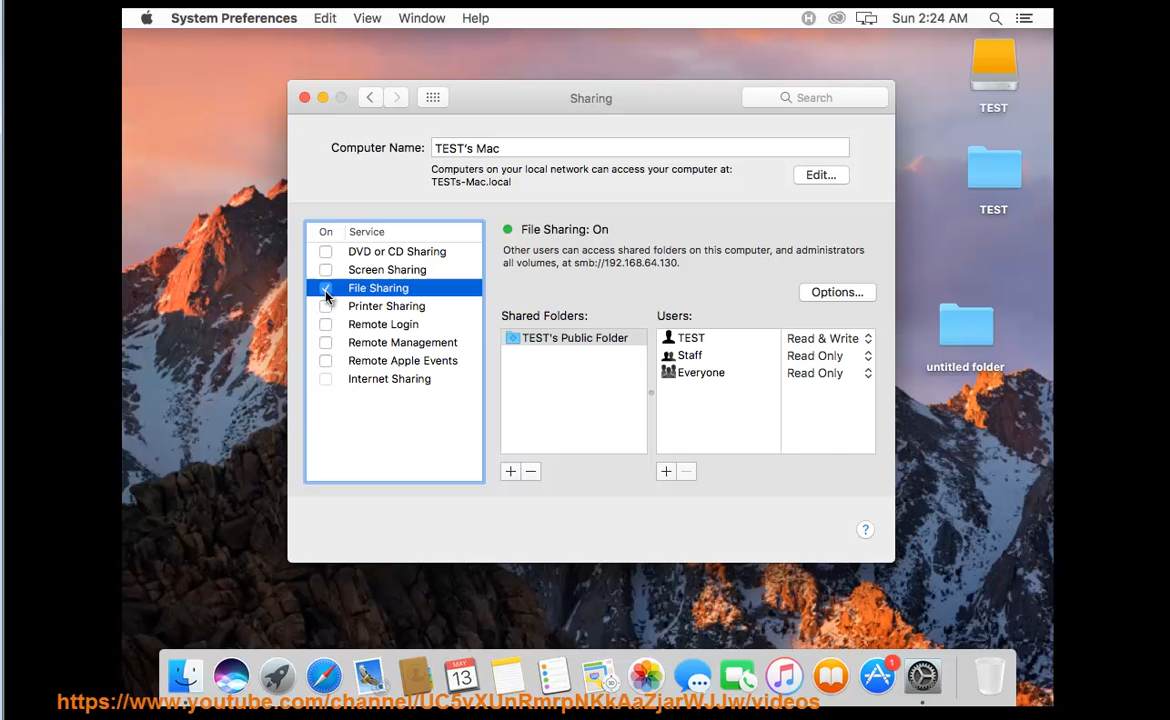 System Preferences Edit View Window Help Sun 2:24 AM
TEST
TEST
untitled folder
Sharing
Search
Computer Name: TEST's Mac
Computers on your local network can access your computer at:
TESTs-Mac.local
Edit...
On Service
DVD or CD Sharing
Screen Sharing
File Sharing
Printer Sharing
Remote Login
Remote Management
Remote Apple Events
Internet Sharing
File Sharing: On
Other users can access shared folders on this computer, and administrators
all volumes, at smb://192.168.64.130.
Options...
Shared Folders:
TEST's Public Folder
Users:
TEST Read & Write
Staff Read Only
Everyone Read Only
?
MAY
13
1
https://www.youtube.com/channel/UC5vXUnRmrpNKkAaZjarWJJw/videos